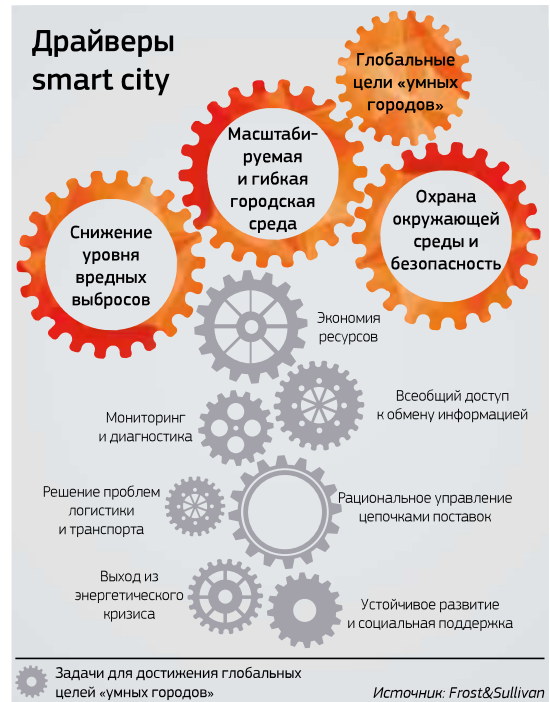 Драйверы
smart city
Глобальные
цели «умных
городов»
Масштаби-
руемая
и гибкая
городская
среда
Охрана
окружающей
среды и
безопасность
Снижение
уровня
вредных
выбросов
Экономия
ресурсов
Всеобщий доступ
к обмену информацией
Мониторинг
и диагностика
Решение проблем
логистики
и транспорта
Рациональное управление
цепочками поставок
Выход из
энергетического
кризиса
Устойчивое развитие
и социальная поддержка
Задачи для достижения глобальных
целей «умных городов»
Источник: Frost&Sullivan